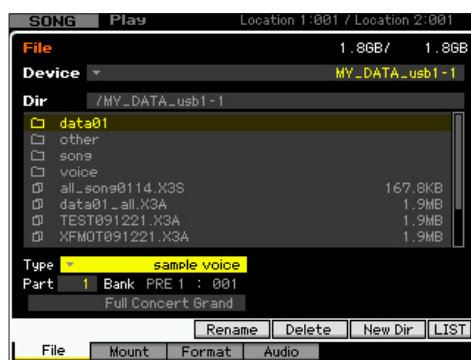 SONG Play Location 1:001 / Location 2:001
File 1.8GB/ 1.8GB
Device MY_DATA_usb1-1
Dir /MY_DATA_usb1-1
data01
other
song
voice
all_song0114.X3S 167.8KB
data01_all.X3A 1.9MB
TEST091221.X3A 1.9MB
XFMOT091221.X3A 1.9MB
Type sample voice
Part 1 Bank PRE 1 : 001
Full Concert Grand
Rename Delete New Dir LIST
File Mount Format Audio